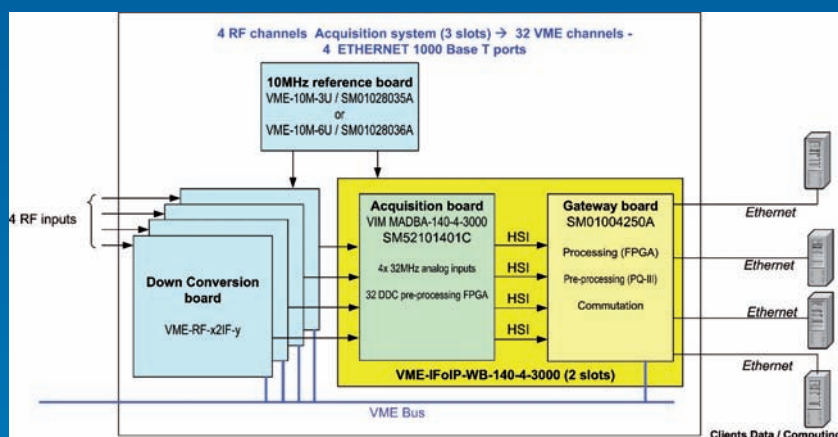 4 RF channels Acquisition system (3 slots) → 32 VME channels -
4 ETHERNET 1000 Base T ports
10MHz reference board
VME-10M-3U / SM01028035A
or
VME-10M-6U / SM01028036A
4 RF inputs
Down Conversion
board
VME-RF-x2IF-y
Acquisition board
VIM MADBA-140-4-3000
SM52101401C
4x 32MHz analog inputs
32 DDC pre-processing FPGA
HSI
HSI
HSI
HSI
Gateway board
SM01004250A
Processing (FPGA)
Pre-processing (PQ-III)
Commutation
VME-IFoIP-WB-140-4-3000 (2 slots)
Ethernet
Ethernet
Ethernet
Ethernet
VME Bus
Clients Data / Computing